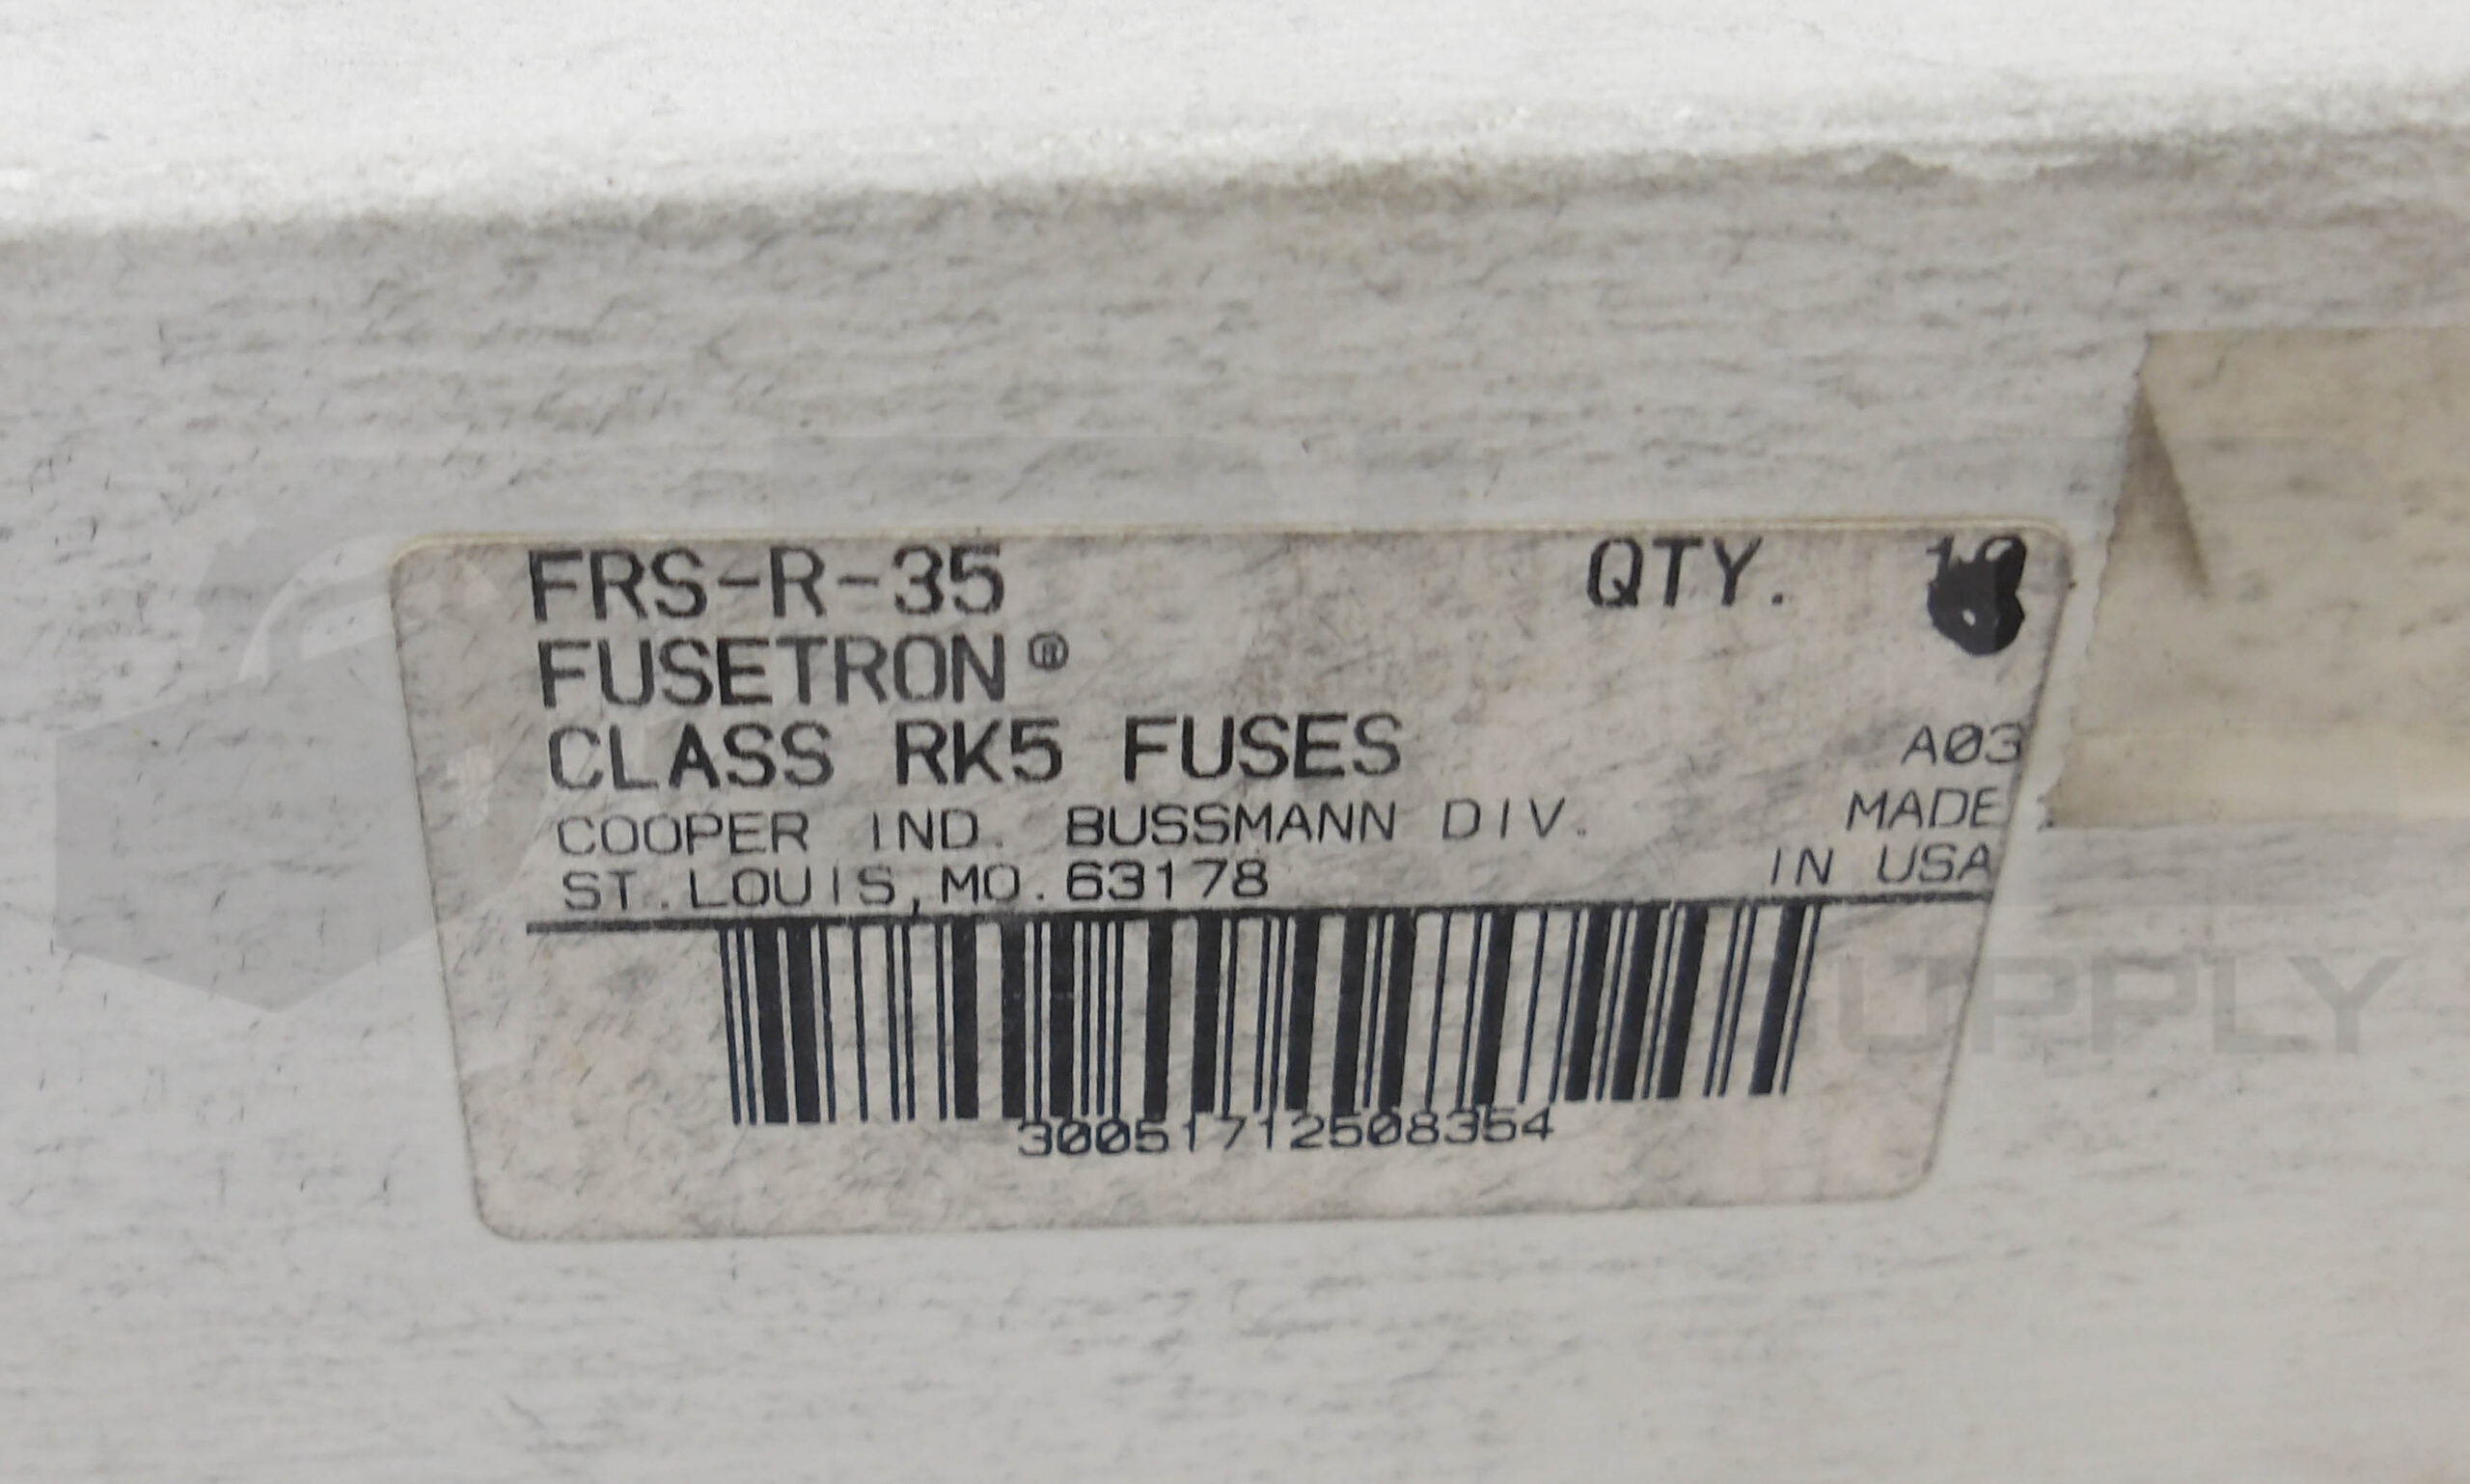 FRS-R-35 QTY.
FUSETRON®
CLASS RK5 FUSES
A03
COOPER IND. BUSSMANN DIV. MADE
ST. LOUIS, MO. 63178 IN USA
30051712508354
UPPLY